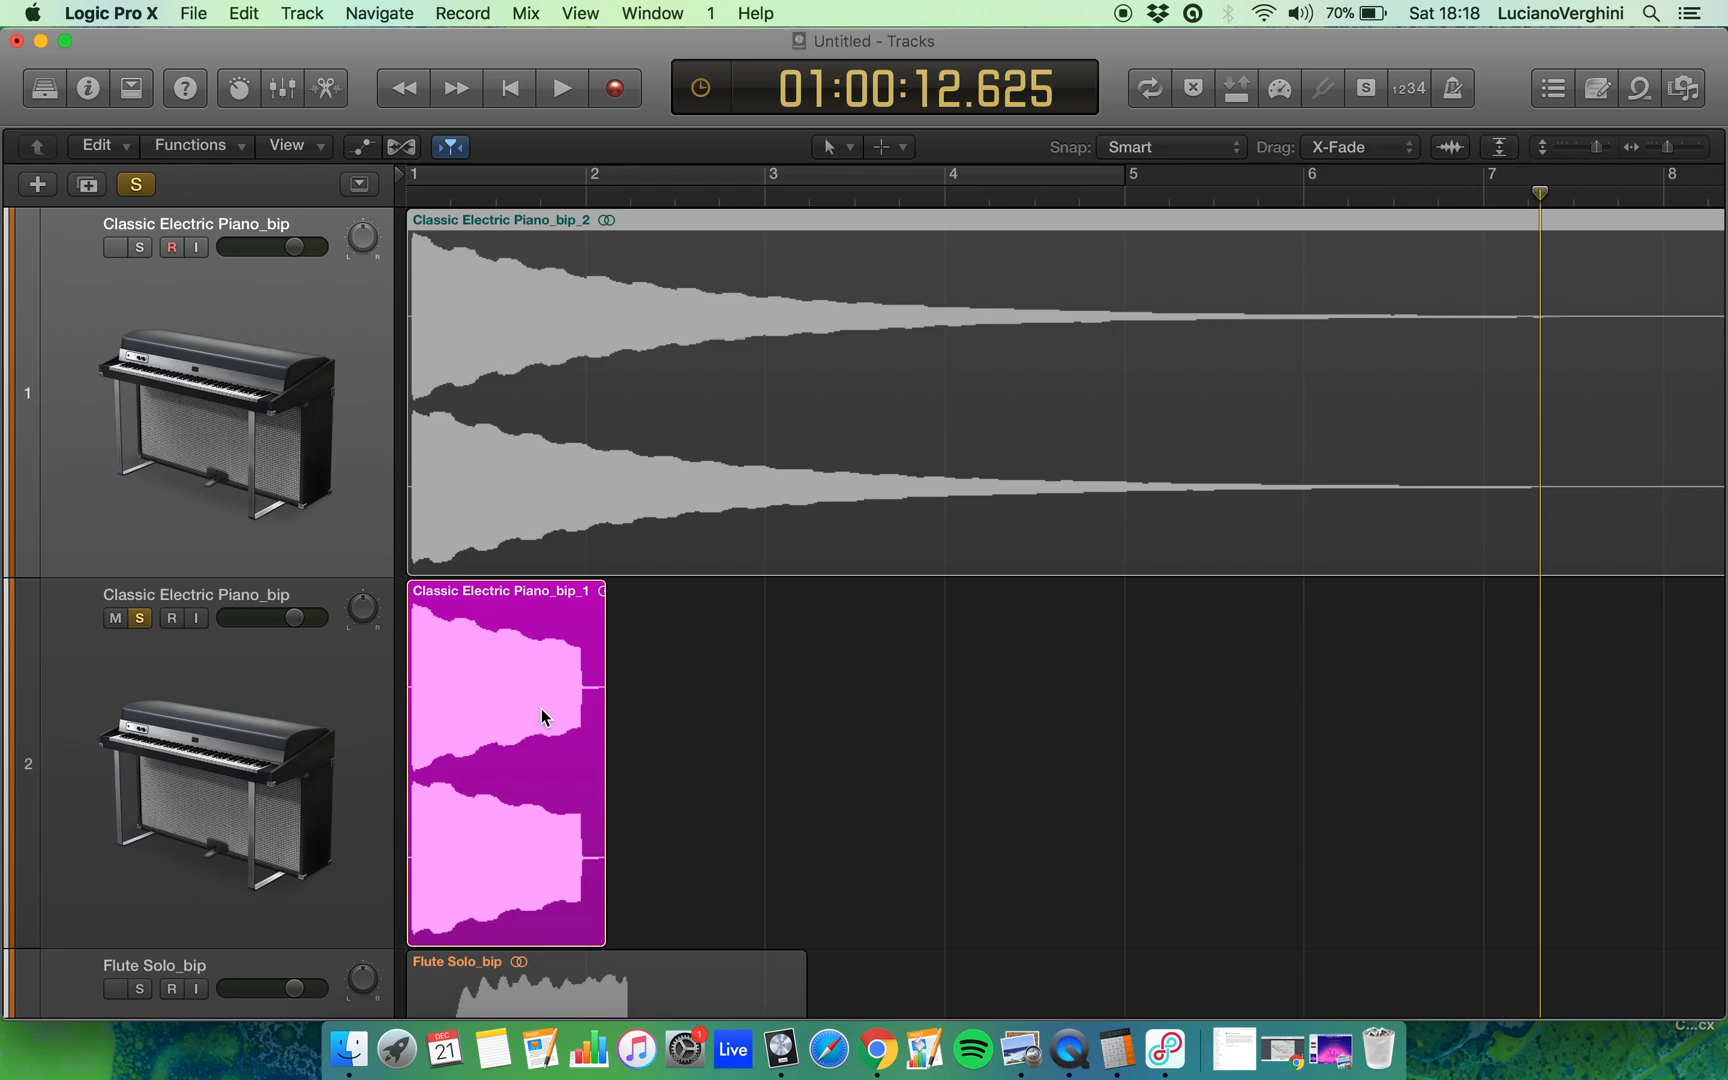 Logic Pro X File Edit Track Navigate Record Mix View Window 1 Help 70% Sat 18:18 LucianoVerghini
Untitled - Tracks
01:00:12.625 S 1234
Edit Functions View Snap: Smart Drag: X-Fade
S 1 2 3 4 5 6 7 8
Classic Electric Piano_bip
S R I L R
1
Classic Electric Piano_bip_2
Classic Electric Piano_bip
M S R I L R
2
Classic Electric Piano_bip_1
Flute Solo_bip
S R I L R
Flute Solo_bip
C...cx
DEC 21 1 Live